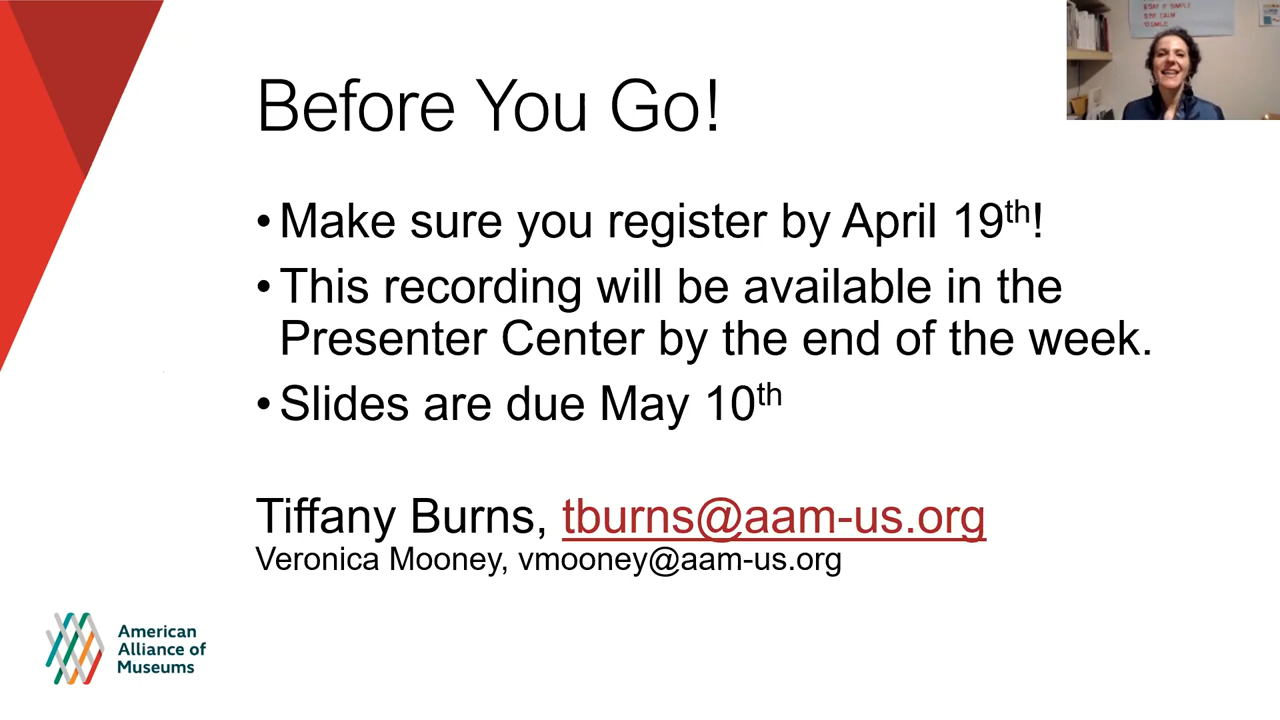 Before You Go!
• Make sure you register by April 19th!
• This recording will be available in the
Presenter Center by the end of the week.
• Slides are due May 10th
Tiffany Burns, tburns@aam-us.org
Veronica Mooney, vmooney@aam-us.org
American
Alliance of
Museums